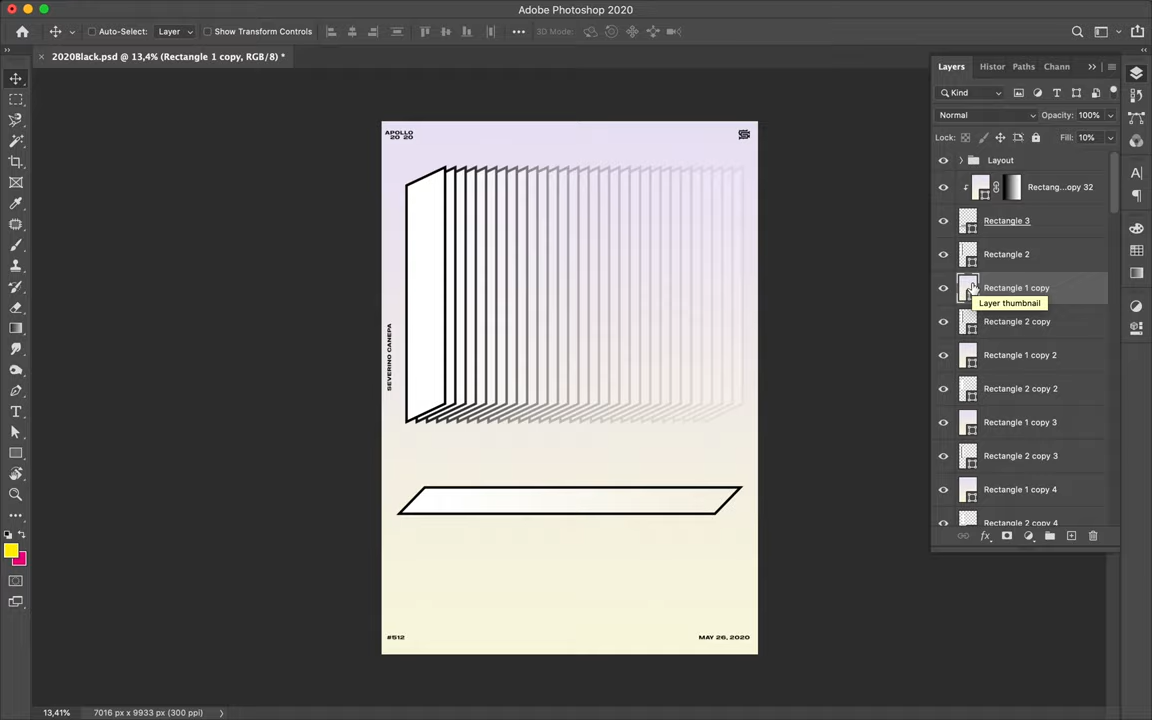 Adobe Photoshop 2020
Auto-Select:
Layer
Show Transform Controls
3D Mode:
2020Black.psd @ 13,4% (Rectangle 1 copy, RGB/8) *
Layers
Histor
Paths
Chann
Kind
Normal
Opacity: 100%
Lock:
Fill: 10%
Layout
Rectang...opy 32
Rectangle 3
Rectangle 2
Rectangle 1 copy
Layer thumbnail
Rectangle 2 copy
Rectangle 1 copy 2
Rectangle 2 copy 2
Rectangle 1 copy 3
Rectangle 2 copy 3
Rectangle 1 copy 4
Rectangle 2 copy 4
APOLLO
20 20
SEVERINO CANEPA
#512
MAY 26, 2020
13,41%
7016 px x 9933 px (300 ppi)